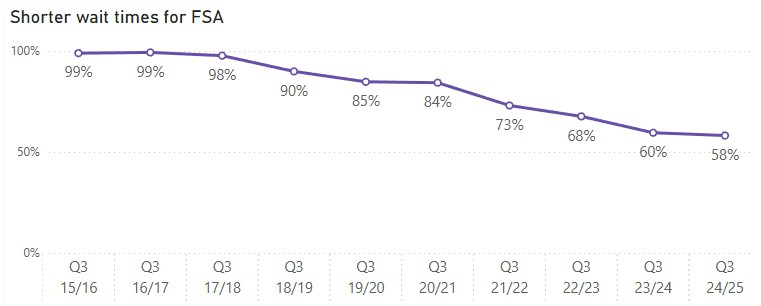 Shorter wait times for FSA
100%
99% 99% 98% 90% 85% 84% 73% 68% 60% 58%
50%
0%
Q3 Q3 Q3 Q3 Q3 Q3 Q3 Q3 Q3 Q3
15/16 16/17 17/18 18/19 19/20 20/21 21/22 22/23 23/24 24/25